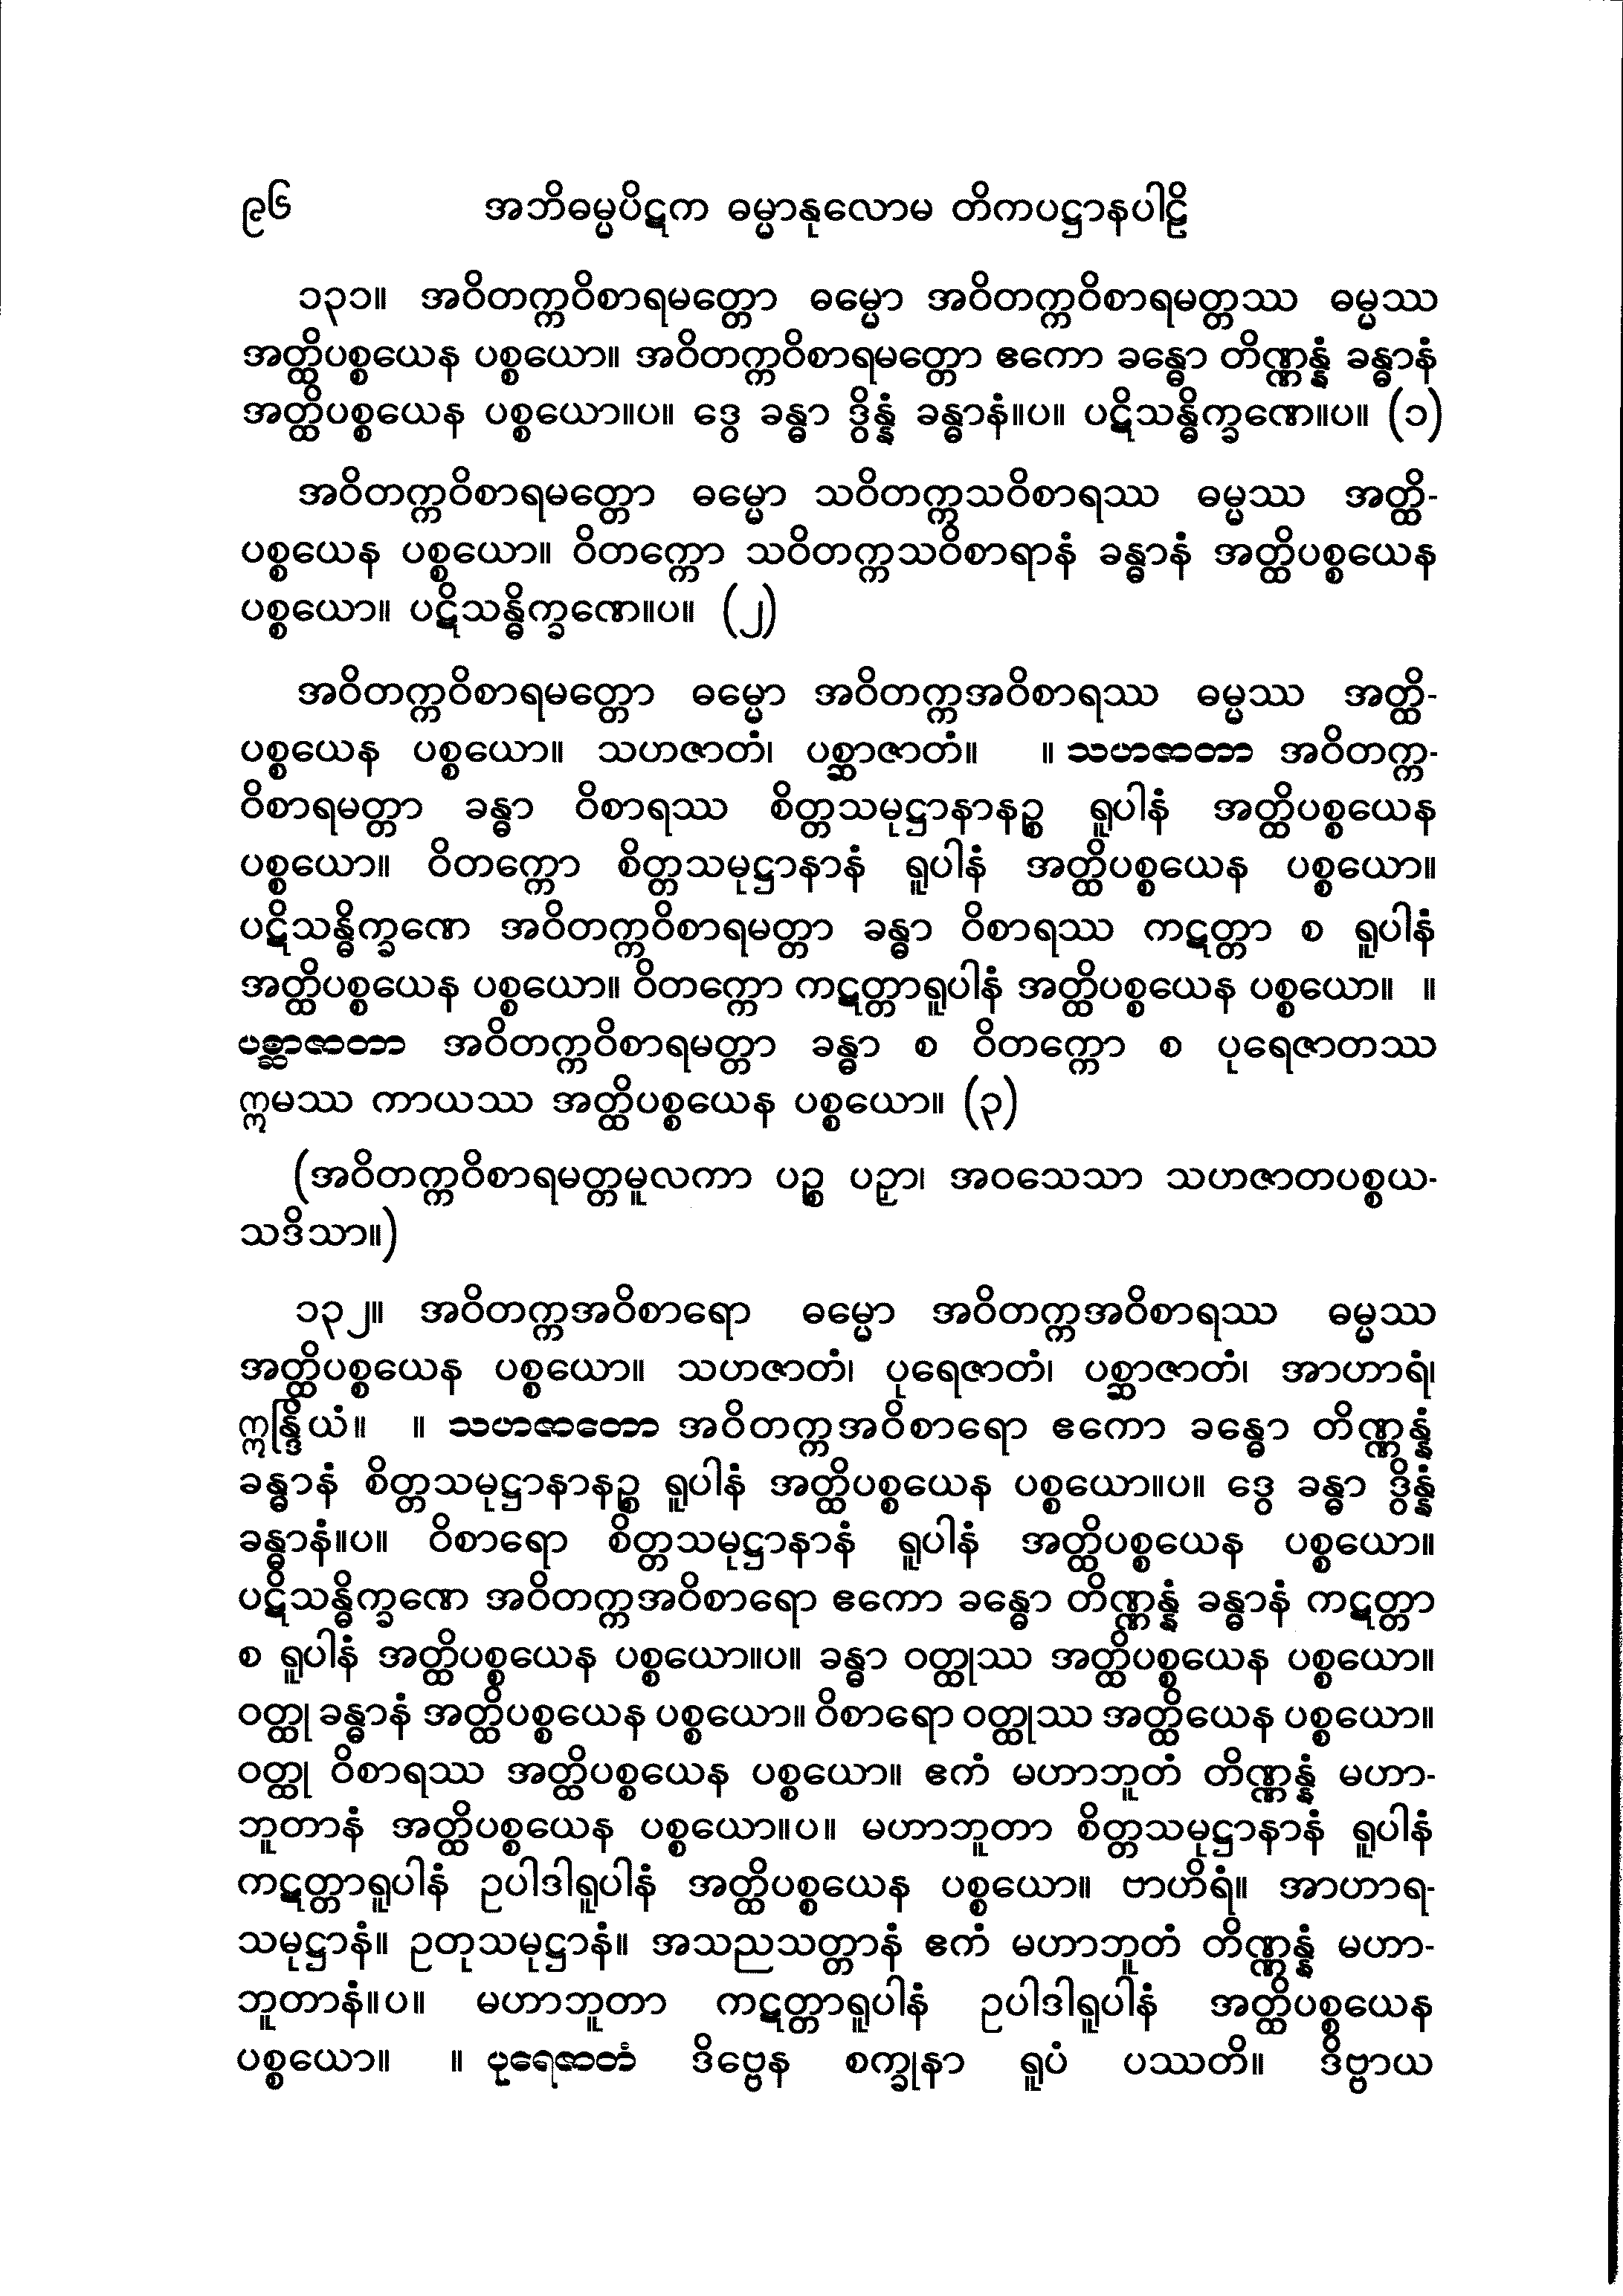 ၉၆ အဘိဓမ္မပိဋက ဓမ္မာနုလောမ တိကပဋ္ဌာနပါဠိ
၁၃၁။ အဝိတက္ကဝိစာရမတ္တော ဓမ္မော အဝိတက္ကဝိစာရမတ္တဿ ဓမ္မဿ
အတ္ထိပစ္စယေန ပစ္စယော။ အဝိတက္ကဝိစာရမတ္တော ဧကော ခန္ဓော တိဏ္ဏန္နံ ခန္ဓာနံ
အတ္ထိပစ္စယေန ပစ္စယော။ပ။ ဒွေ ခန္ဓာ ဒွိန္နံ ခန္ဓာနံ။ပ။ ပဋိသန္ဓိက္ခဏေ။ပ။ (၁)
အဝိတက္ကဝိစာရမတ္တော ဓမ္မော သဝိတက္ကသဝိစာရဿ ဓမ္မဿ အတ္ထိ-
ပစ္စယေန ပစ္စယော။ ဝိတက္ကော သဝိတက္ကသဝိစာရာနံ ခန္ဓာနံ အတ္ထိပစ္စယေန
ပစ္စယော။ ပဋိသန္ဓိက္ခဏေ။ပ။ (၂)
အဝိတက္ကဝိစာရမတ္တော ဓမ္မော အဝိတက္ကအဝိစာရဿ ဓမ္မဿ အတ္ထိ-
ပစ္စယေန ပစ္စယော။ သဟဇာတံ၊ ပစ္ဆာဇာတံ။ ။ သဟဇာတာ အဝိတက္က-
ဝိစာရမတ္တာ ခန္ဓာ ဝိစာရဿ စိတ္တသမုဋ္ဌာနာနဉ္စ ရူပါနံ အတ္ထိပစ္စယေန
ပစ္စယော။ ဝိတက္ကော စိတ္တသမုဋ္ဌာနာနံ ရူပါနံ အတ္ထိပစ္စယေန ပစ္စယော။
ပဋိသန္ဓိက္ခဏေ အဝိတက္ကဝိစာရမတ္တာ ခန္ဓာ ဝိစာရဿ ကဋတ္တာ စ ရူပါနံ
အတ္ထိပစ္စယေန ပစ္စယော။ ဝိတက္ကော ကဋတ္တာရူပါနံ အတ္ထိပစ္စယေန ပစ္စယော။ ။
ပစ္ဆာဇာတာ အဝိတက္ကဝိစာရမတ္တာ ခန္ဓာ စ ဝိတက္ကော စ ပုရေဇာတဿ
ဣမဿ ကာယဿ အတ္ထိပစ္စယေန ပစ္စယော။ (၃)
(အဝိတက္ကဝိစာရမတ္တမူလကာ ပဉ္စ ပဉှာ၊ အဝသေသာ သဟဇာတပစ္စယ-
သဒိသာ။)
၁၃၂။ အဝိတက္ကအဝိစာရော ဓမ္မော အဝိတက္ကအဝိစာရဿ ဓမ္မဿ
အတ္ထိပစ္စယေန ပစ္စယော။ သဟဇာတံ၊ ပုရေဇာတံ၊ ပစ္ဆာဇာတံ၊ အာဟာရံ၊
ဣန္ဒြိယံ။ ။ သဟဇာတော အဝိတက္ကအဝိစာရော ဧကော ခန္ဓော တိဏ္ဏန္နံ
ခန္ဓာနံ စိတ္တသမုဋ္ဌာနာနဉ္စ ရူပါနံ အတ္ထိပစ္စယေန ပစ္စယော။ပ။ ဒွေ ခန္ဓာ ဒွိန္နံ
ခန္ဓာနံ။ပ။ ဝိစာရော စိတ္တသမုဋ္ဌာနာနံ ရူပါနံ အတ္ထိပစ္စယေန ပစ္စယော။
ပဋိသန္ဓိက္ခဏေ အဝိတက္ကအဝိစာရော ဧကော ခန္ဓော တိဏ္ဏန္နံ ခန္ဓာနံ ကဋတ္တာ
စ ရူပါနံ အတ္ထိပစ္စယေန ပစ္စယော။ပ။ ခန္ဓာ ဝတ္ထုဿ အတ္ထိပစ္စယေန ပစ္စယော။
ဝတ္ထု ခန္ဓာနံ အတ္ထိပစ္စယေန ပစ္စယော။ ဝိစာရော ဝတ္ထုဿ အတ္ထိယေန ပစ္စယော။
ဝတ္ထု ဝိစာရဿ အတ္ထိပစ္စယေန ပစ္စယော။ ဧကံ မဟာဘူတံ တိဏ္ဏန္နံ မဟာ-
ဘူတာနံ အတ္ထိပစ္စယေန ပစ္စယော။ပ။ မဟာဘူတာ စိတ္တသမုဋ္ဌာနာနံ ရူပါနံ
ကဋတ္တာရူပါနံ ဥပါဒါရူပါနံ အတ္ထိပစ္စယေန ပစ္စယော။ ဗာဟိရံ။ အာဟာရ-
သမုဋ္ဌာနံ။ ဥတုသမုဋ္ဌာနံ။ အသညသတ္တာနံ ဧကံ မဟာဘူတံ တိဏ္ဏန္နံ မဟာ-
ဘူတာနံ။ပ။ မဟာဘူတာ ကဋတ္တာရူပါနံ ဥပါဒါရူပါနံ အတ္ထိပစ္စယေန
ပစ္စယော။ ။ ပုရေဇာတံ ဒိဗ္ဗေန စက္ခုနာ ရူပံ ပဿတိ။ ဒိဗ္ဗာယ